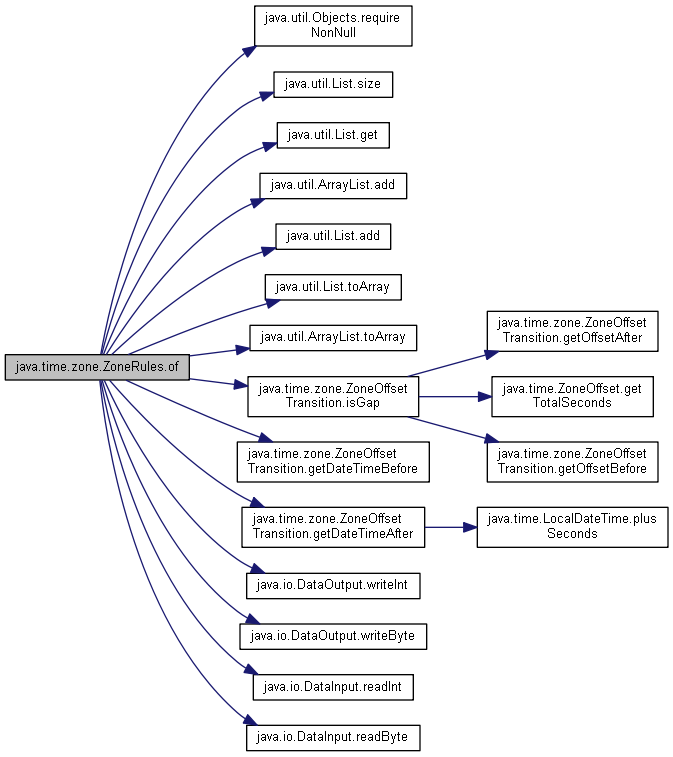 java.util.Objects.require
NonNull
java.util.List.size
java.util.List.get
java.util.ArrayList.add
java.util.List.add
java.util.List.toArray
java.util.ArrayList.toArray
java.time.zone.ZoneRules.of
java.time.zone.ZoneOffset
Transition.isGap
java.time.zone.ZoneOffset
Transition.getOffsetAfter
java.time.ZoneOffset.get
TotalSeconds
java.time.zone.ZoneOffset
Transition.getOffsetBefore
java.time.zone.ZoneOffset
Transition.getDateTimeBefore
java.time.zone.ZoneOffset
Transition.getDateTimeAfter
java.time.LocalDateTime.plus
Seconds
java.io.DataOutput.writeInt
java.io.DataOutput.writeByte
java.io.DataInput.readInt
java.io.DataInput.readByte